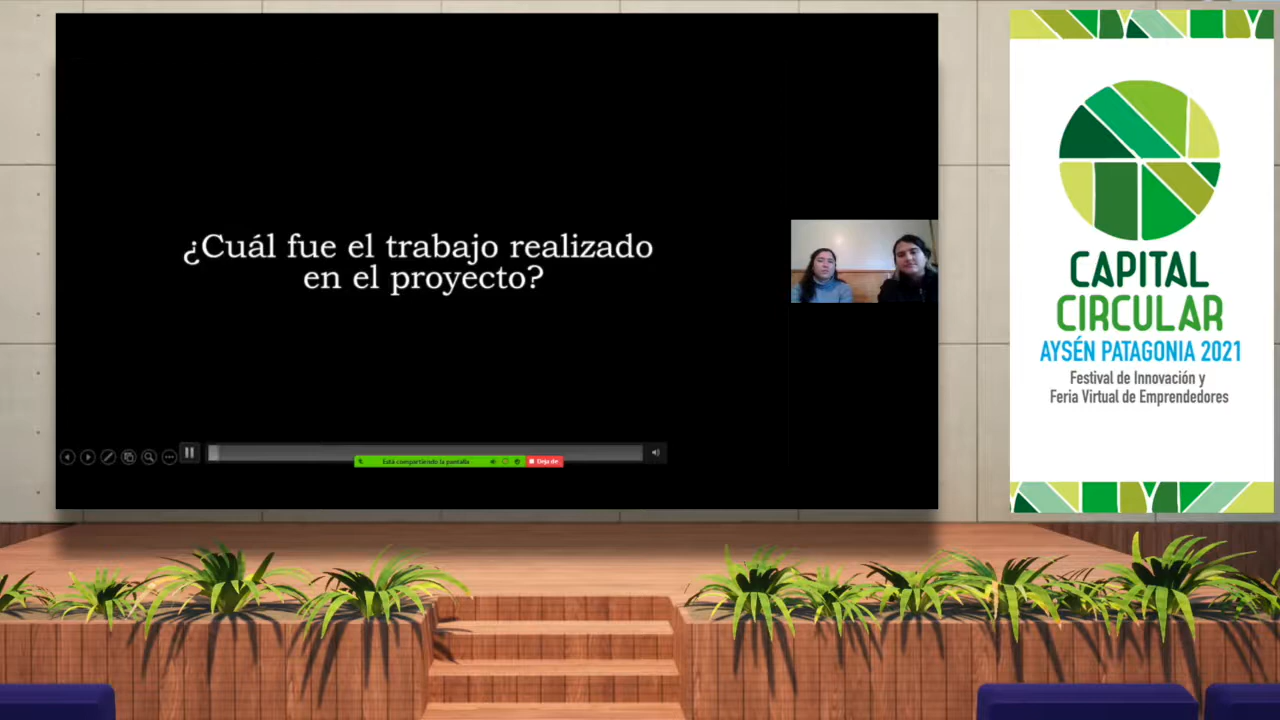 ¿Cuál fue el trabajo realizado
en el proyecto?
Está compartiendo la pantalla
Deja de
CAPITAL
CIRCULAR
AYSÉN PATAGONIA 2021
Festival de Innovación y
Feria Virtual de Emprendedores